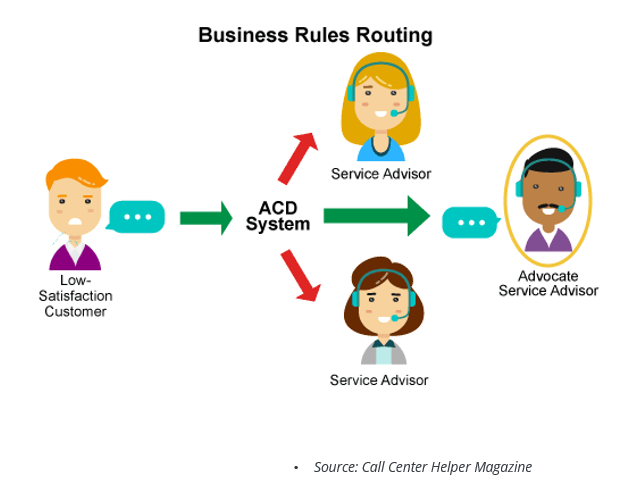 Business Rules Routing
Service Advisor
ACD
System
Low-
Satisfaction
Customer
Advocate
Service Advisor
Service Advisor
• Source: Call Center Helper Magazine